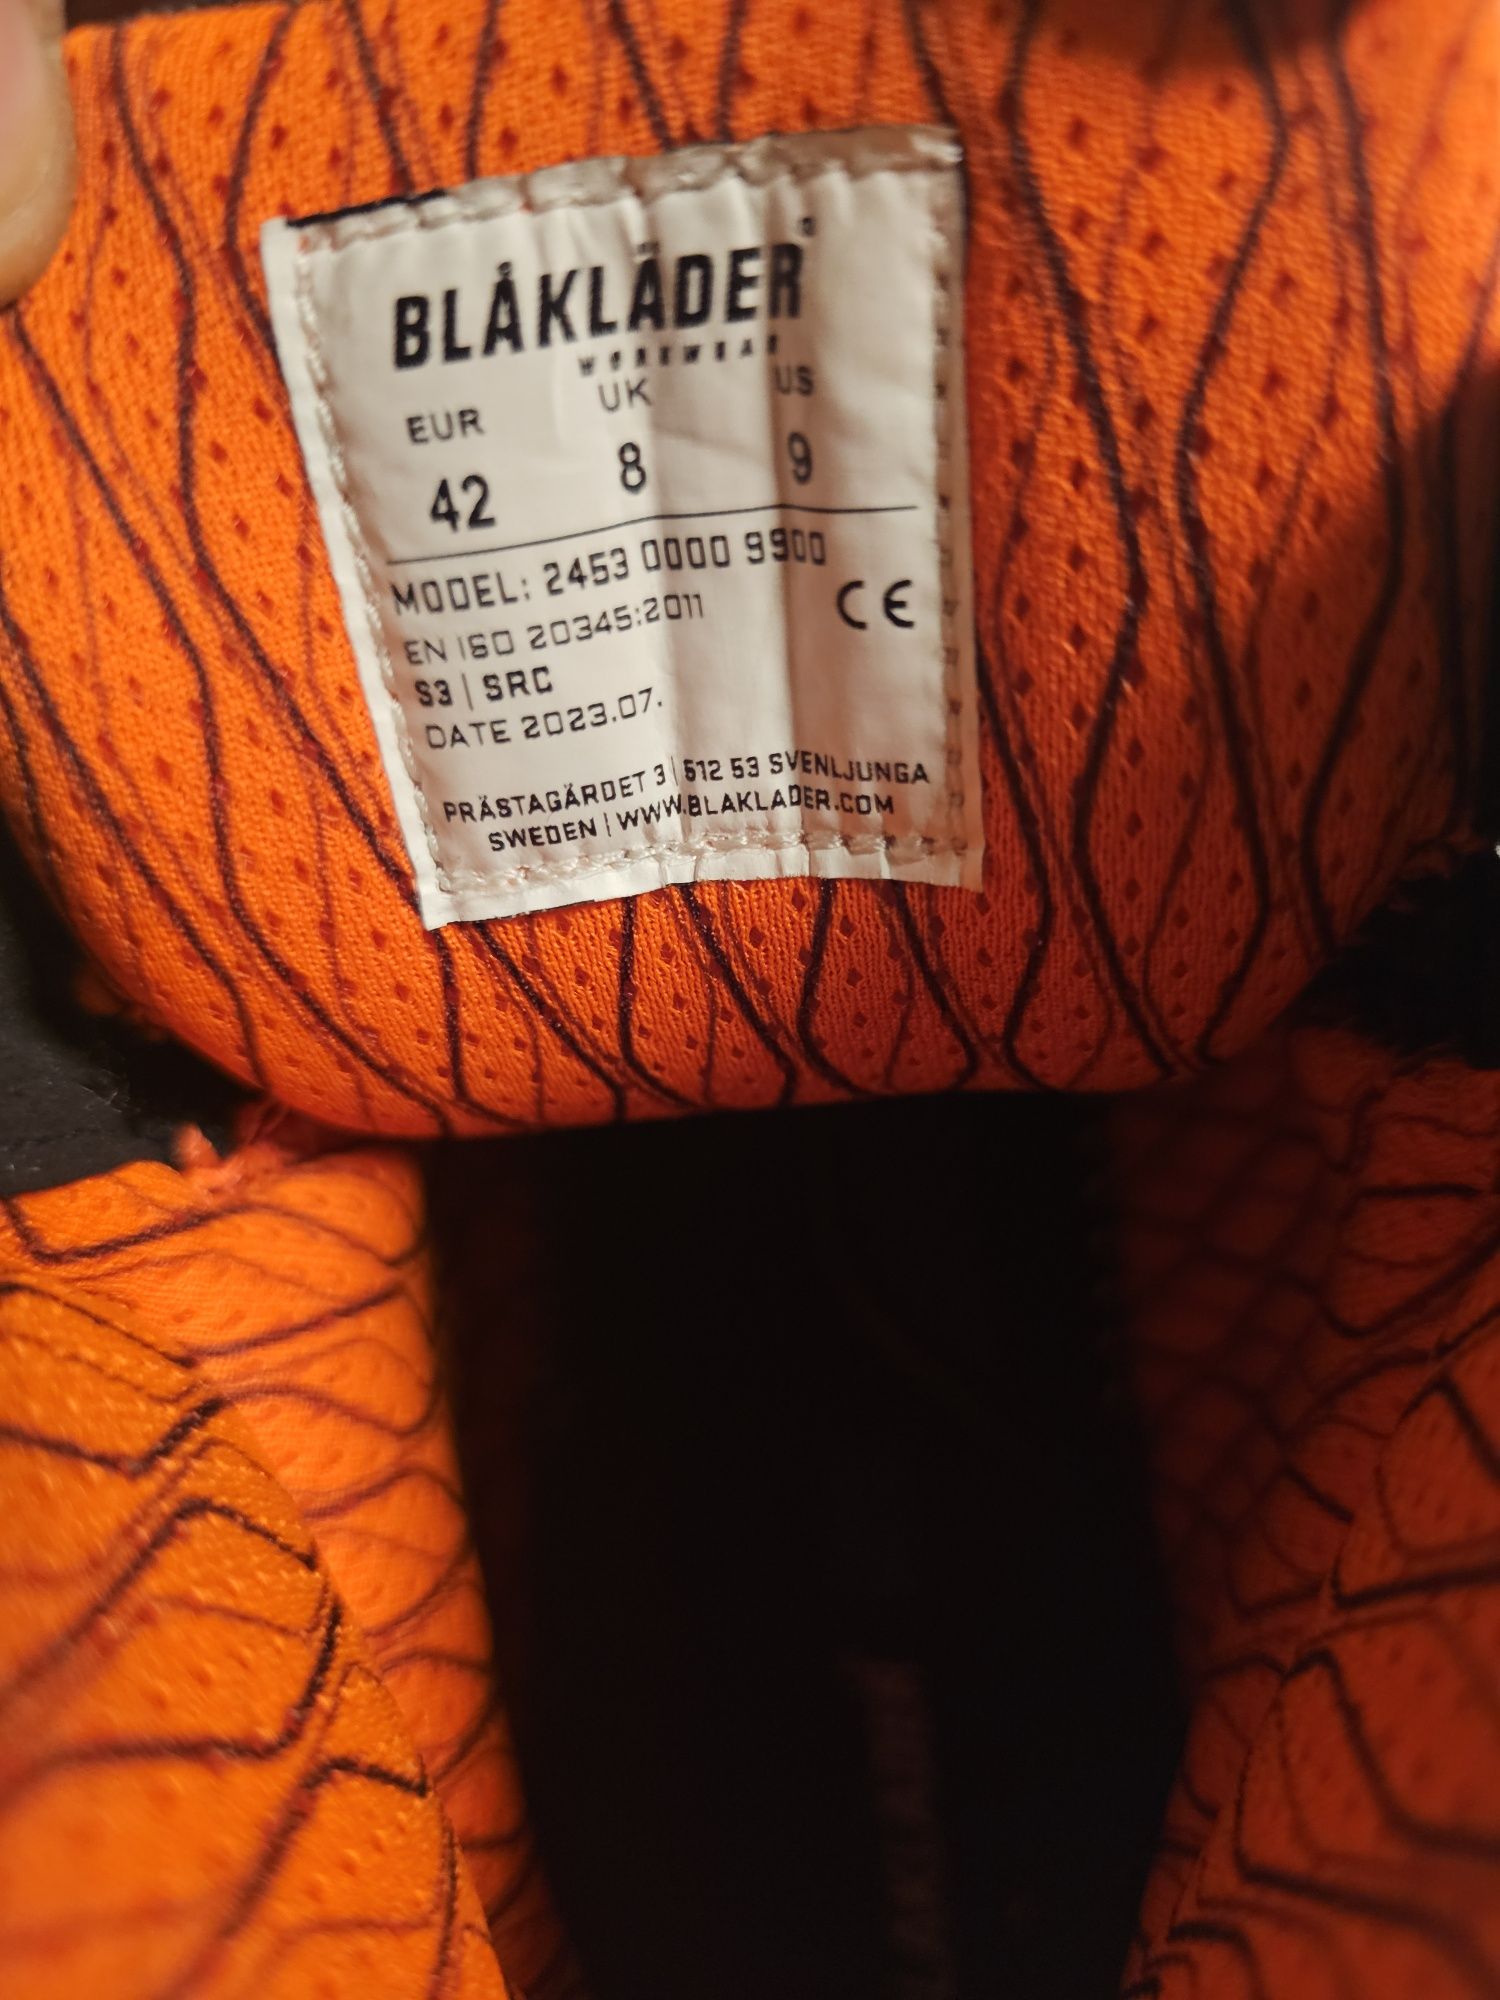 BLÅKLÄDER®
WORKWEAR
EUR UK US
42 8 9
MODEL: 2453 0000 9900
EN ISO 20345:2011 CE
S3 | SRC
DATE 2023.07.
PRÄSTAGÄRDET 3 | 512 53 SVENLJUNGA
SWEDEN | WWW.BLAKLADER.COM